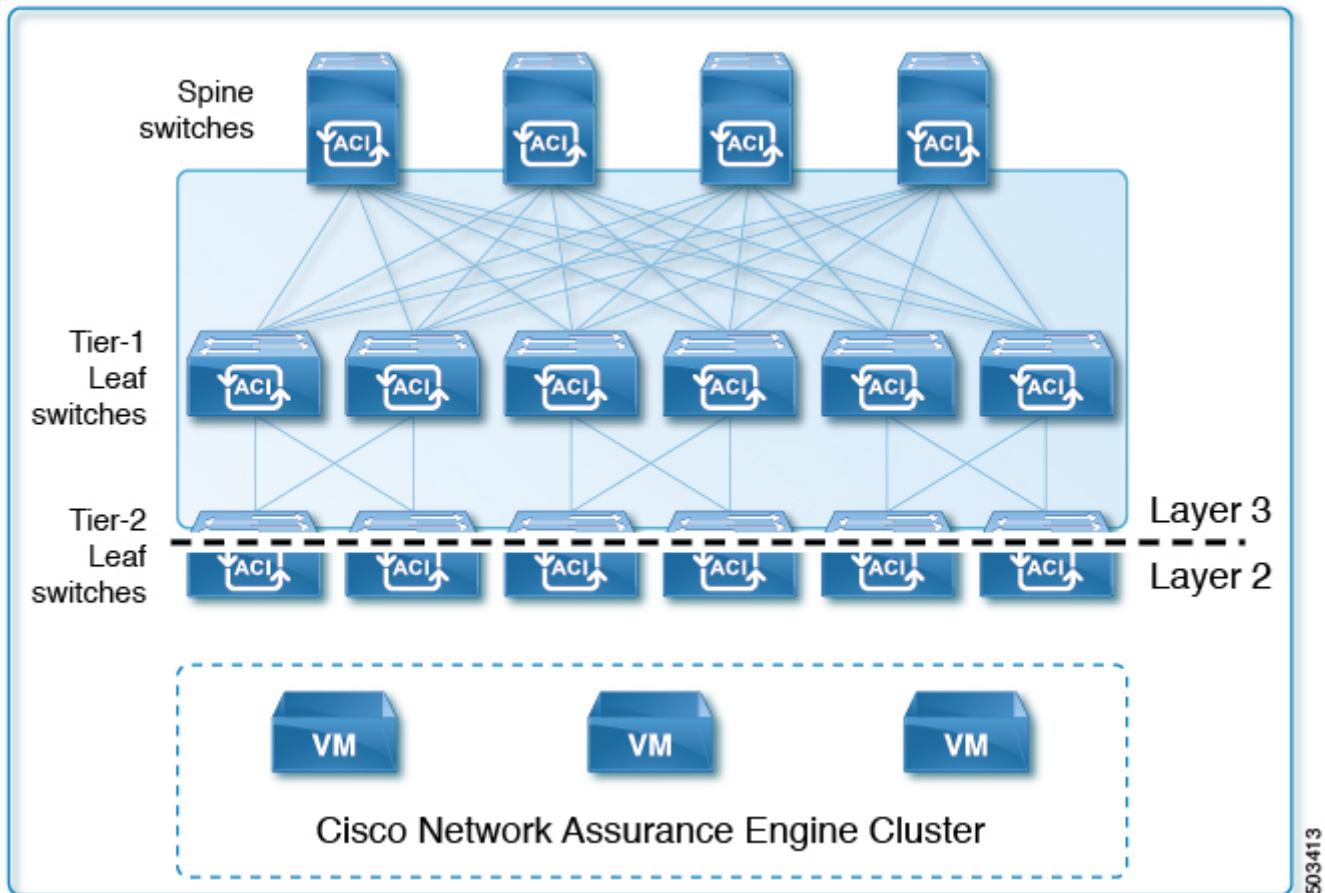 Spine
switches
ACI ACI ACI ACI
Tier-1
Leaf
switches
ACI ACI ACI ACI ACI ACI
Tier-2
Leaf
switches
ACI ACI ACI ACI ACI ACI
Layer 3
Layer 2
VM VM VM
Cisco Network Assurance Engine Cluster
503413